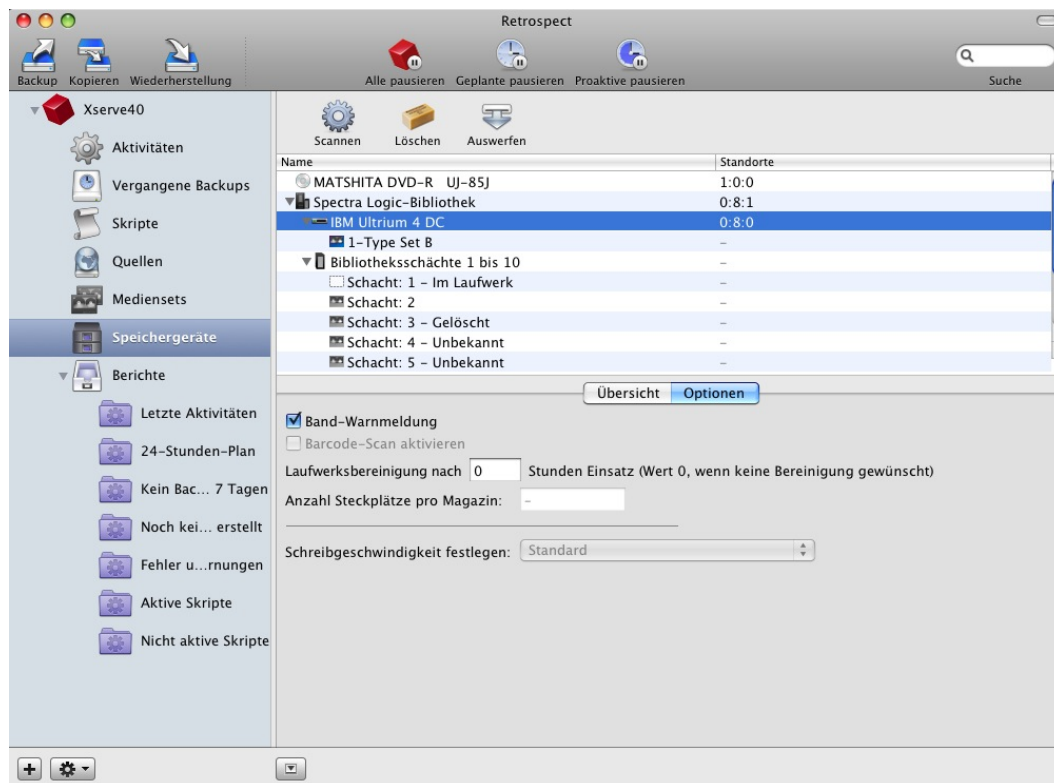 Retrospect
Backup Kopieren Wiederherstellung Alle pausieren Geplante pausieren Proaktive pausieren Suche
Xserve40
Aktivitäten
Vergangene Backups
Skripte
Quellen
Mediensets
Speichergeräte
Berichte
Letzte Aktivitäten
24-Stunden-Plan
Kein Bac... 7 Tagen
Noch kei... erstellt
Fehler u...rnungen
Aktive Skripte
Nicht aktive Skripte
Scannen Löschen Auswerfen
Name Standorte
MATSHITA DVD-R UJ-85J 1:0:0
Spectra Logic-Bibliothek 0:8:1
IBM Ultrium 4 DC 0:8:0
1-Type Set B –
Bibliotheksschächte 1 bis 10 –
Schacht: 1 – Im Laufwerk –
Schacht: 2 –
Schacht: 3 – Gelöscht –
Schacht: 4 – Unbekannt –
Schacht: 5 – Unbekannt –
Übersicht Optionen
Band-Warnmeldung
Barcode-Scan aktivieren
Laufwerksbereinigung nach 0 Stunden Einsatz (Wert 0, wenn keine Bereinigung gewünscht)
Anzahl Steckplätze pro Magazin: –
Schreibgeschwindigkeit festlegen: Standard